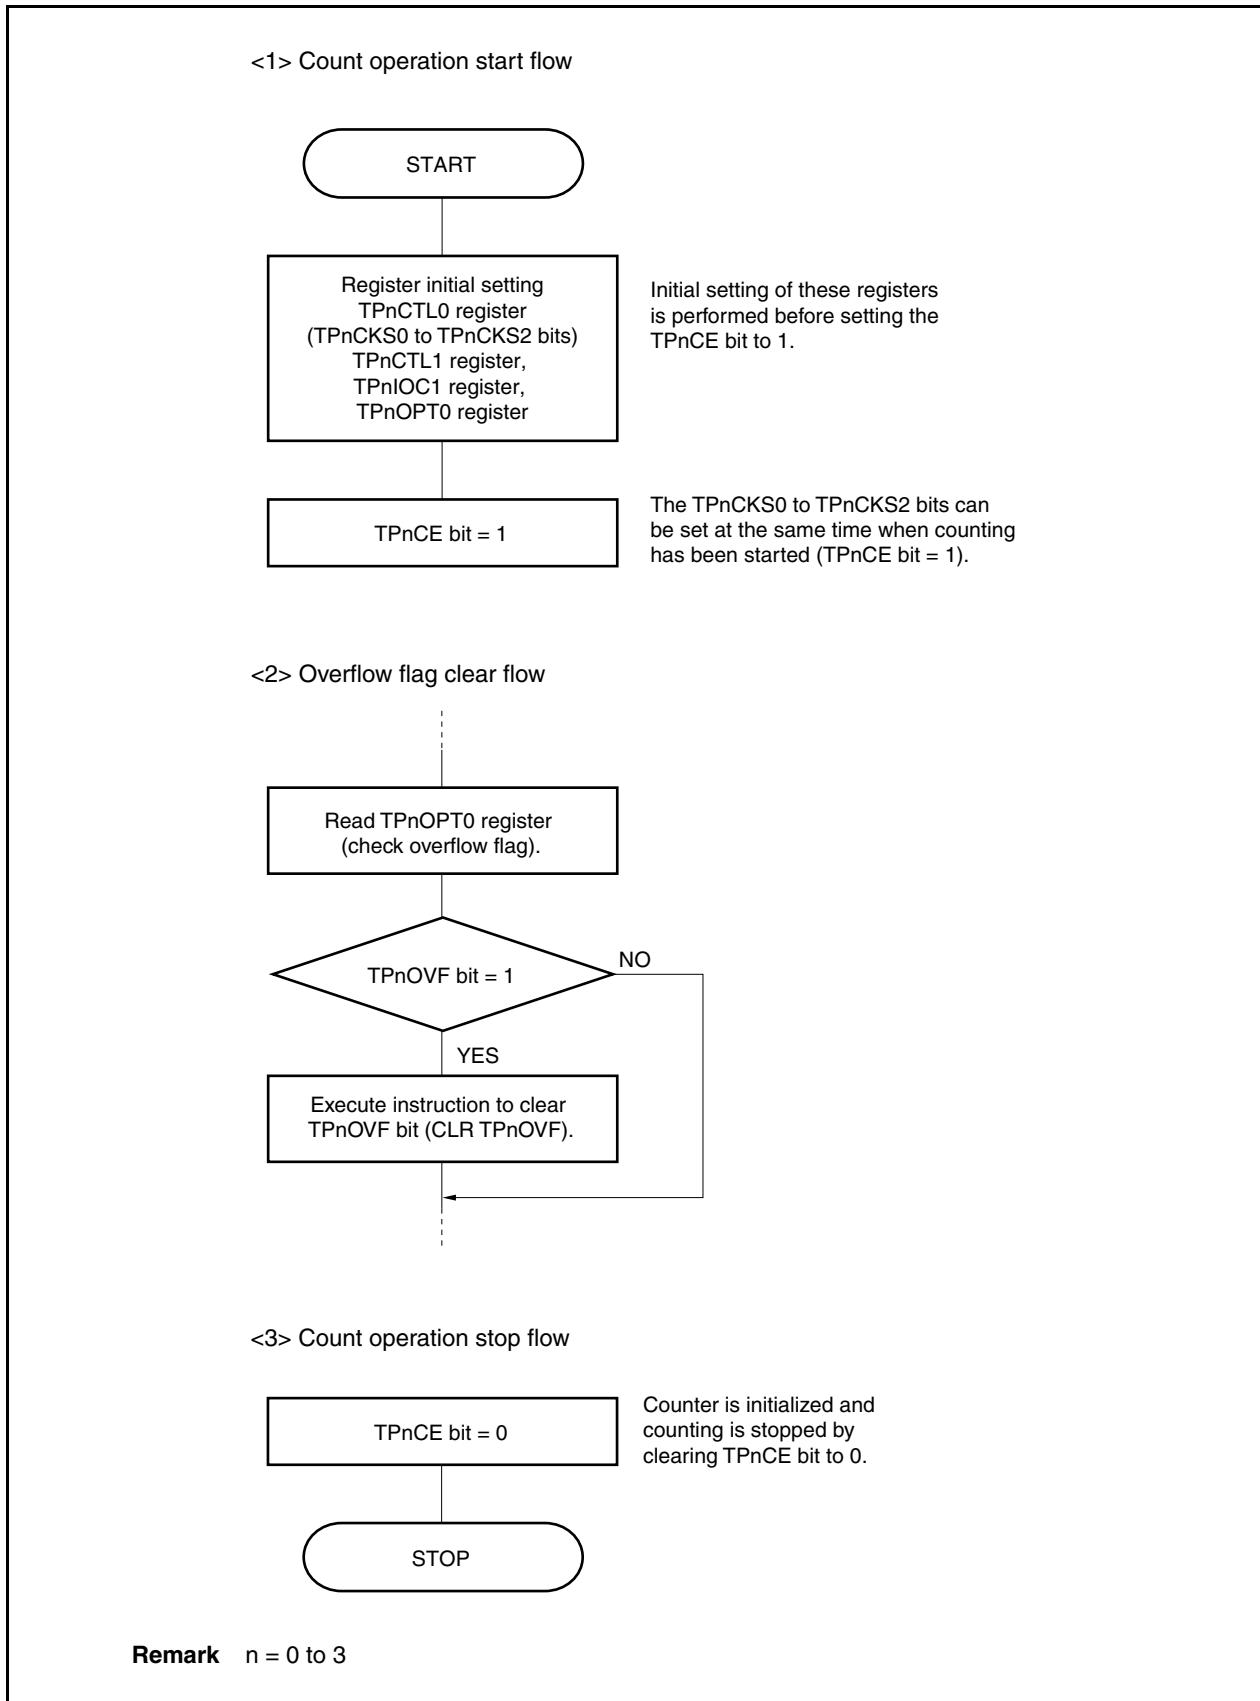 <1> Count operation start flow
START
Register initial setting
TPnCTL0 register
(TPnCKS0 to TPnCKS2 bits)
TPnCTL1 register,
TPnIOC1 register,
TPnOPT0 register
Initial setting of these registers
is performed before setting the
TPnCE bit to 1.
TPnCE bit = 1
The TPnCKS0 to TPnCKS2 bits can
be set at the same time when counting
has been started (TPnCE bit = 1).
<2> Overflow flag clear flow
Read TPnOPT0 register
(check overflow flag).
TPnOVF bit = 1
NO
YES
Execute instruction to clear
TPnOVF bit (CLR TPnOVF).
<3> Count operation stop flow
TPnCE bit = 0
Counter is initialized and
counting is stopped by
clearing TPnCE bit to 0.
STOP
Remark n = 0 to 3